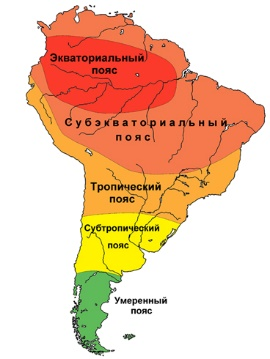 Экваториальный
пояс
Субэкваториальный
пояс
Тропический
пояс
Субтропический
пояс
Умеренный
пояс